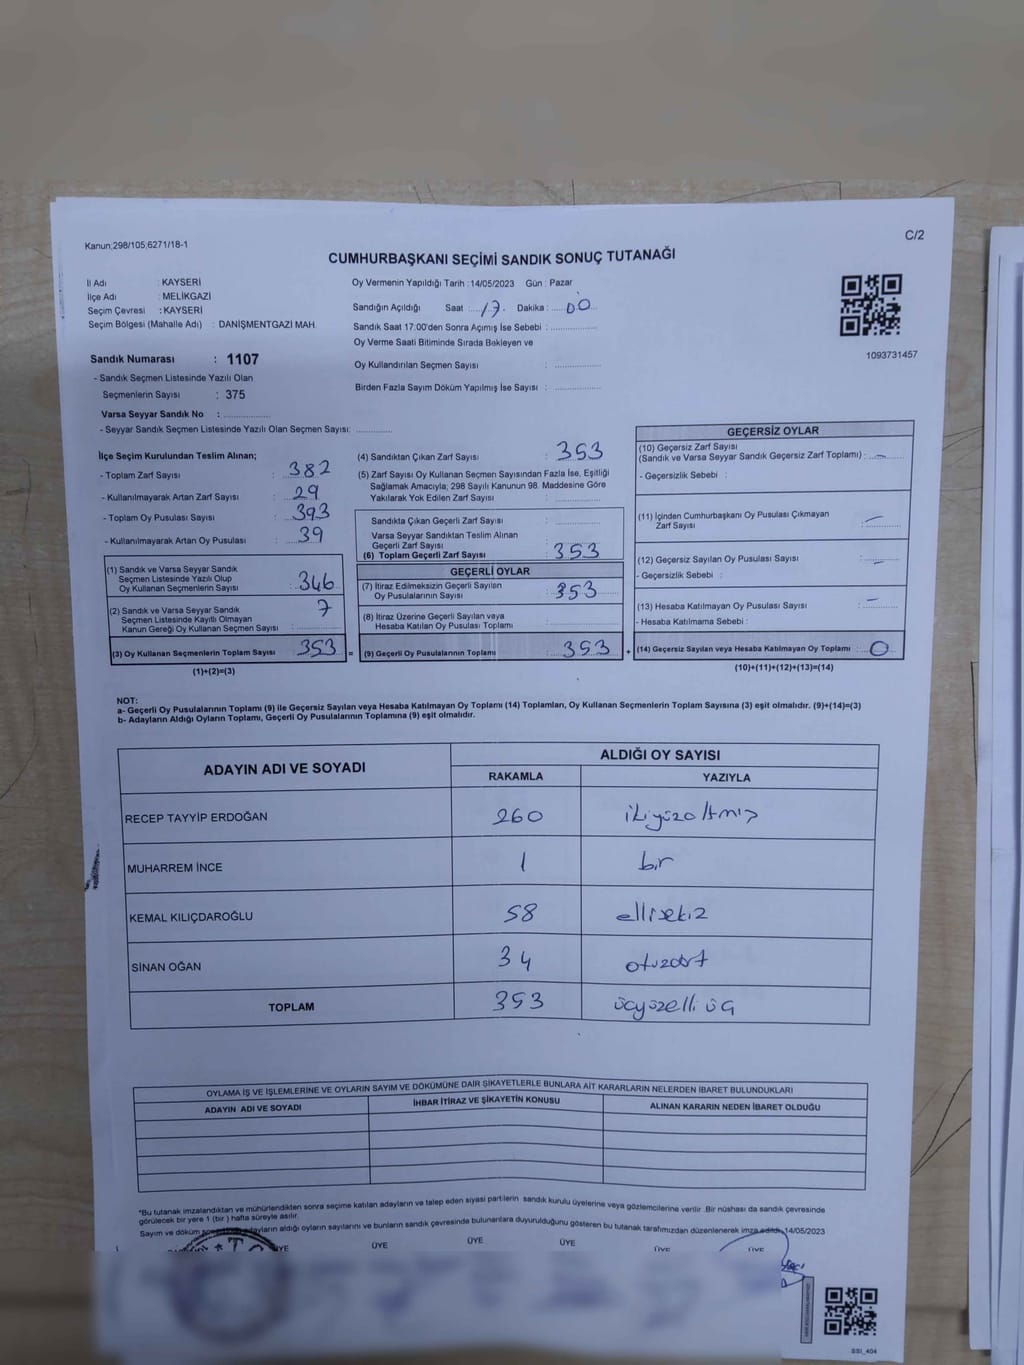 C/2
Kanun;298/105;6271/18-1
CUMHURBAŞKANI SEÇİMİ SANDIK SONUÇ TUTANAĞI
İl Adı : KAYSERİ
İlçe Adı : MELİKGAZİ
Seçim Çevresi : KAYSERİ
Seçim Bölgesi (Mahalle Adı) : DANİŞMENTGAZİ MAH.
Oy Vermenin Yapıldığı Tarih : 14/05/2023 Gün : Pazar
Sandığın Açıldığı Saat : 17. Dakika : 00
Sandık Saat 17:00'den Sonra Açımış İse Sebebi :
Oy Verme Saati Bitiminde Sırada Bekleyen ve
Oy Kullandırılan Seçmen Sayısı :
Birden Fazla Sayım Döküm Yapılmış İse Sayısı :
1093731457
Sandık Numarası : 1107
- Sandık Seçmen Listesinde Yazılı Olan
Seçmenlerin Sayısı : 375
Varsa Seyyar Sandık No :
- Seyyar Sandık Seçmen Listesinde Yazılı Olan Seçmen Sayısı:
İlçe Seçim Kurulundan Teslim Alınan;
- Toplam Zarf Sayısı : 382
- Kullanılmayarak Artan Zarf Sayısı : 29
- Toplam Oy Pusulası Sayısı : 393
- Kullanılmayarak Artan Oy Pusulası : 39
(1) Sandık ve Varsa Seyyar Sandık
Seçmen Listesinde Yazılı Olup
Oy Kullanan Seçmenlerin Sayısı : 346
(2) Sandık ve Varsa Seyyar Sandık
Seçmen Listesinde Kayıtlı Olmayan
Kanun Gereği Oy Kullanan Seçmen Sayısı : 7
(3) Oy Kullanan Seçmenlerin Toplam Sayısı : 353 =
(1)+(2)=(3)
(4) Sandıktan Çıkan Zarf Sayısı : 353
(5) Zarf Sayısı Oy Kullanan Seçmen Sayısından Fazla İse, Eşitliği
Sağlamak Amacıyla; 298 Sayılı Kanunun 98. Maddesine Göre
Yakılarak Yok Edilen Zarf Sayısı :
Sandıkta Çıkan Geçerli Zarf Sayısı :
Varsa Seyyar Sandıktan Teslim Alınan
Geçerli Zarf Sayısı :
(6) Toplam Geçerli Zarf Sayısı : 353
GEÇERLİ OYLAR
(7) İtiraz Edilmeksizin Geçerli Sayılan
Oy Pusulalarının Sayısı : 353
(8) İtiraz Üzerine Geçerli Sayılan veya
Hesaba Katılan Oy Pusulası Toplamı :
(9) Geçerli Oy Pusulalarının Toplamı : 353 +
GEÇERSİZ OYLAR
(10) Geçersiz Zarf Sayısı
(Sandık ve Varsa Seyyar Sandık Geçersiz Zarf Toplamı) : –
- Geçersizlik Sebebi :
(11) İçinden Cumhurbaşkanı Oy Pusulası Çıkmayan
Zarf Sayısı : –
(12) Geçersiz Sayılan Oy Pusulası Sayısı : –
- Geçersizlik Sebebi :
(13) Hesaba Katılmayan Oy Pusulası Sayısı : –
- Hesaba Katılmama Sebebi :
(14) Geçersiz Sayılan veya Hesaba Katılmayan Oy Toplamı : 0
(10)+(11)+(12)+(13)=(14)
NOT:
a- Geçerli Oy Pusulalarının Toplamı (9) ile Geçersiz Sayılan veya Hesaba Katılmayan Oy Toplamı (14) Toplamları, Oy Kullanan Seçmenlerin Toplam Sayısına (3) eşit olmalıdır. (9)+(14)=(3)
b- Adayların Aldığı Oyların Toplamı, Geçerli Oy Pusulalarının Toplamına (9) eşit olmalıdır.
ADAYIN ADI VE SOYADI ALDIĞI OY SAYISI
RAKAMLA YAZIYLA
RECEP TAYYİP ERDOĞAN 260 ikiyüzaltmış
MUHARREM İNCE 1 bir
KEMAL KILIÇDAROĞLU 58 ellisekiz
SİNAN OĞAN 34 otuzdört
TOPLAM 353 üçyüzelli üç
OYLAMA İŞ VE İŞLEMLERİNE VE OYLARIN SAYIM VE DÖKÜMÜNE DAİR ŞİKAYETLERLE BUNLARA AİT KARARLARIN NELERDEN İBARET BULUNDUKLARI
ADAYIN ADI VE SOYADI İHBAR İTİRAZ VE ŞİKAYETİN KONUSU ALINAN KARARIN NEDEN İBARET OLDUĞU
*Bu tutanak imzalandıktan ve mühürlendikten sonra seçime katılan adayların ve talep eden siyasi partilerin sandık kurulu üyelerine veya gözlemcilerine verilir .Bir nüshası da sandık çevresinde
görülecek bir yere 1 (bir ) hafta süreyle asılır.
Sayım ve döküm adayların aldığı oyların sayılarını ve bunların sandık çevresinde bulunanlara duyurulduğunu gösteren bu tutanak tarafımızdan düzenlenerek imza edildi. 14/05/2023
ÜYE ÜYE ÜYE ÜYE ÜYE
SSI_404